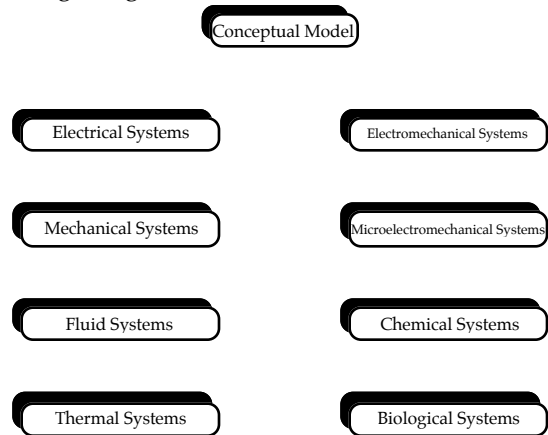 Conceptual Model
Electrical Systems
Electromechanical Systems
Mechanical Systems
Microelectromechanical Systems
Fluid Systems
Chemical Systems
Thermal Systems
Biological Systems